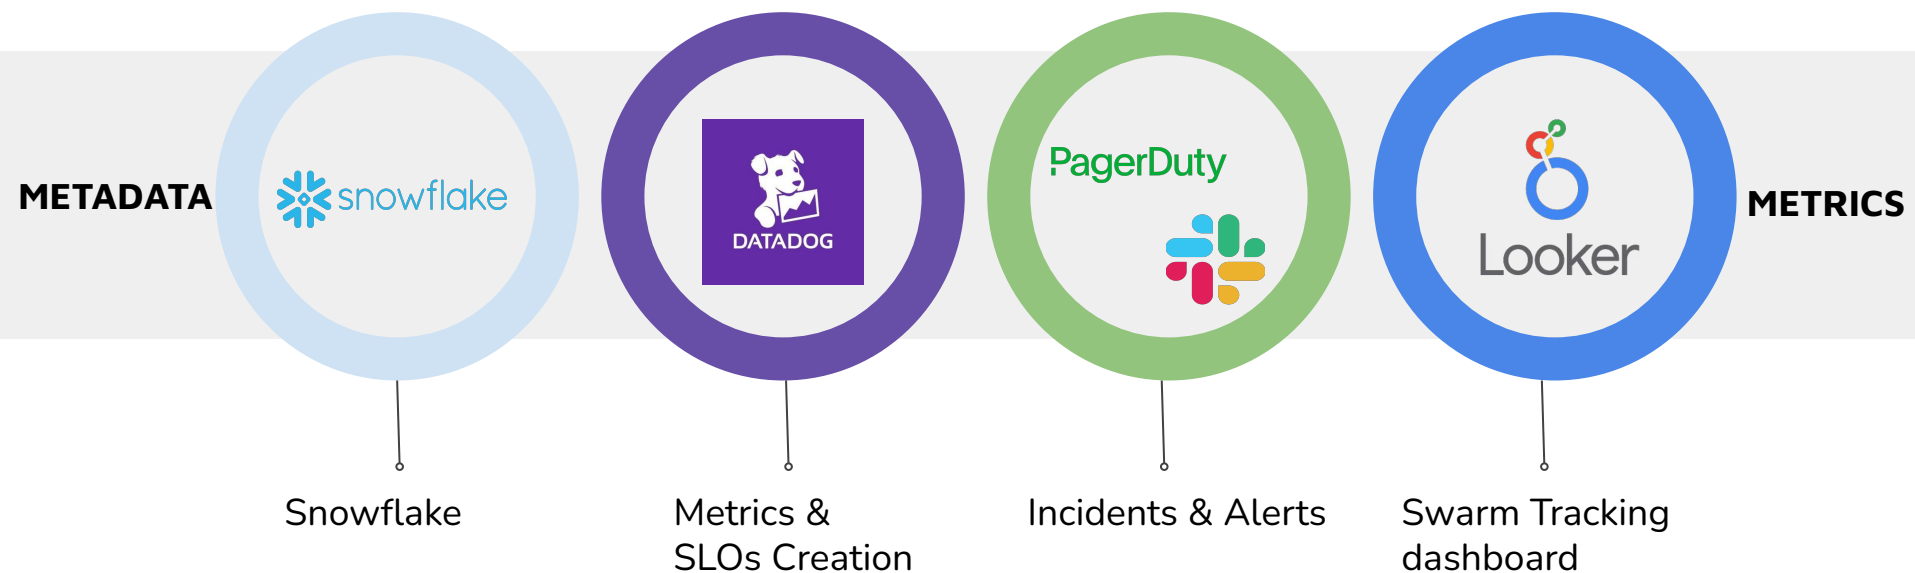 METADATA
snowflake
DATADOG
PagerDuty
Looker
METRICS
Snowflake
Metrics &
SLOs Creation
Incidents & Alerts
Swarm Tracking
dashboard